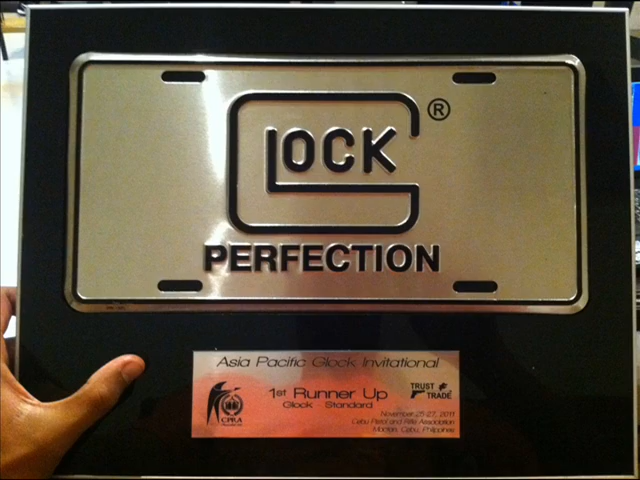 GLOCK ®
PERFECTION
Asia Pacific Glock Invitational
1st Runner Up
Glock - Standard
CPRA
TRUST
TRADE
November 25-27, 2011
Cebu Pistol and Rifle Association
Mactan, Cebu, Philippines